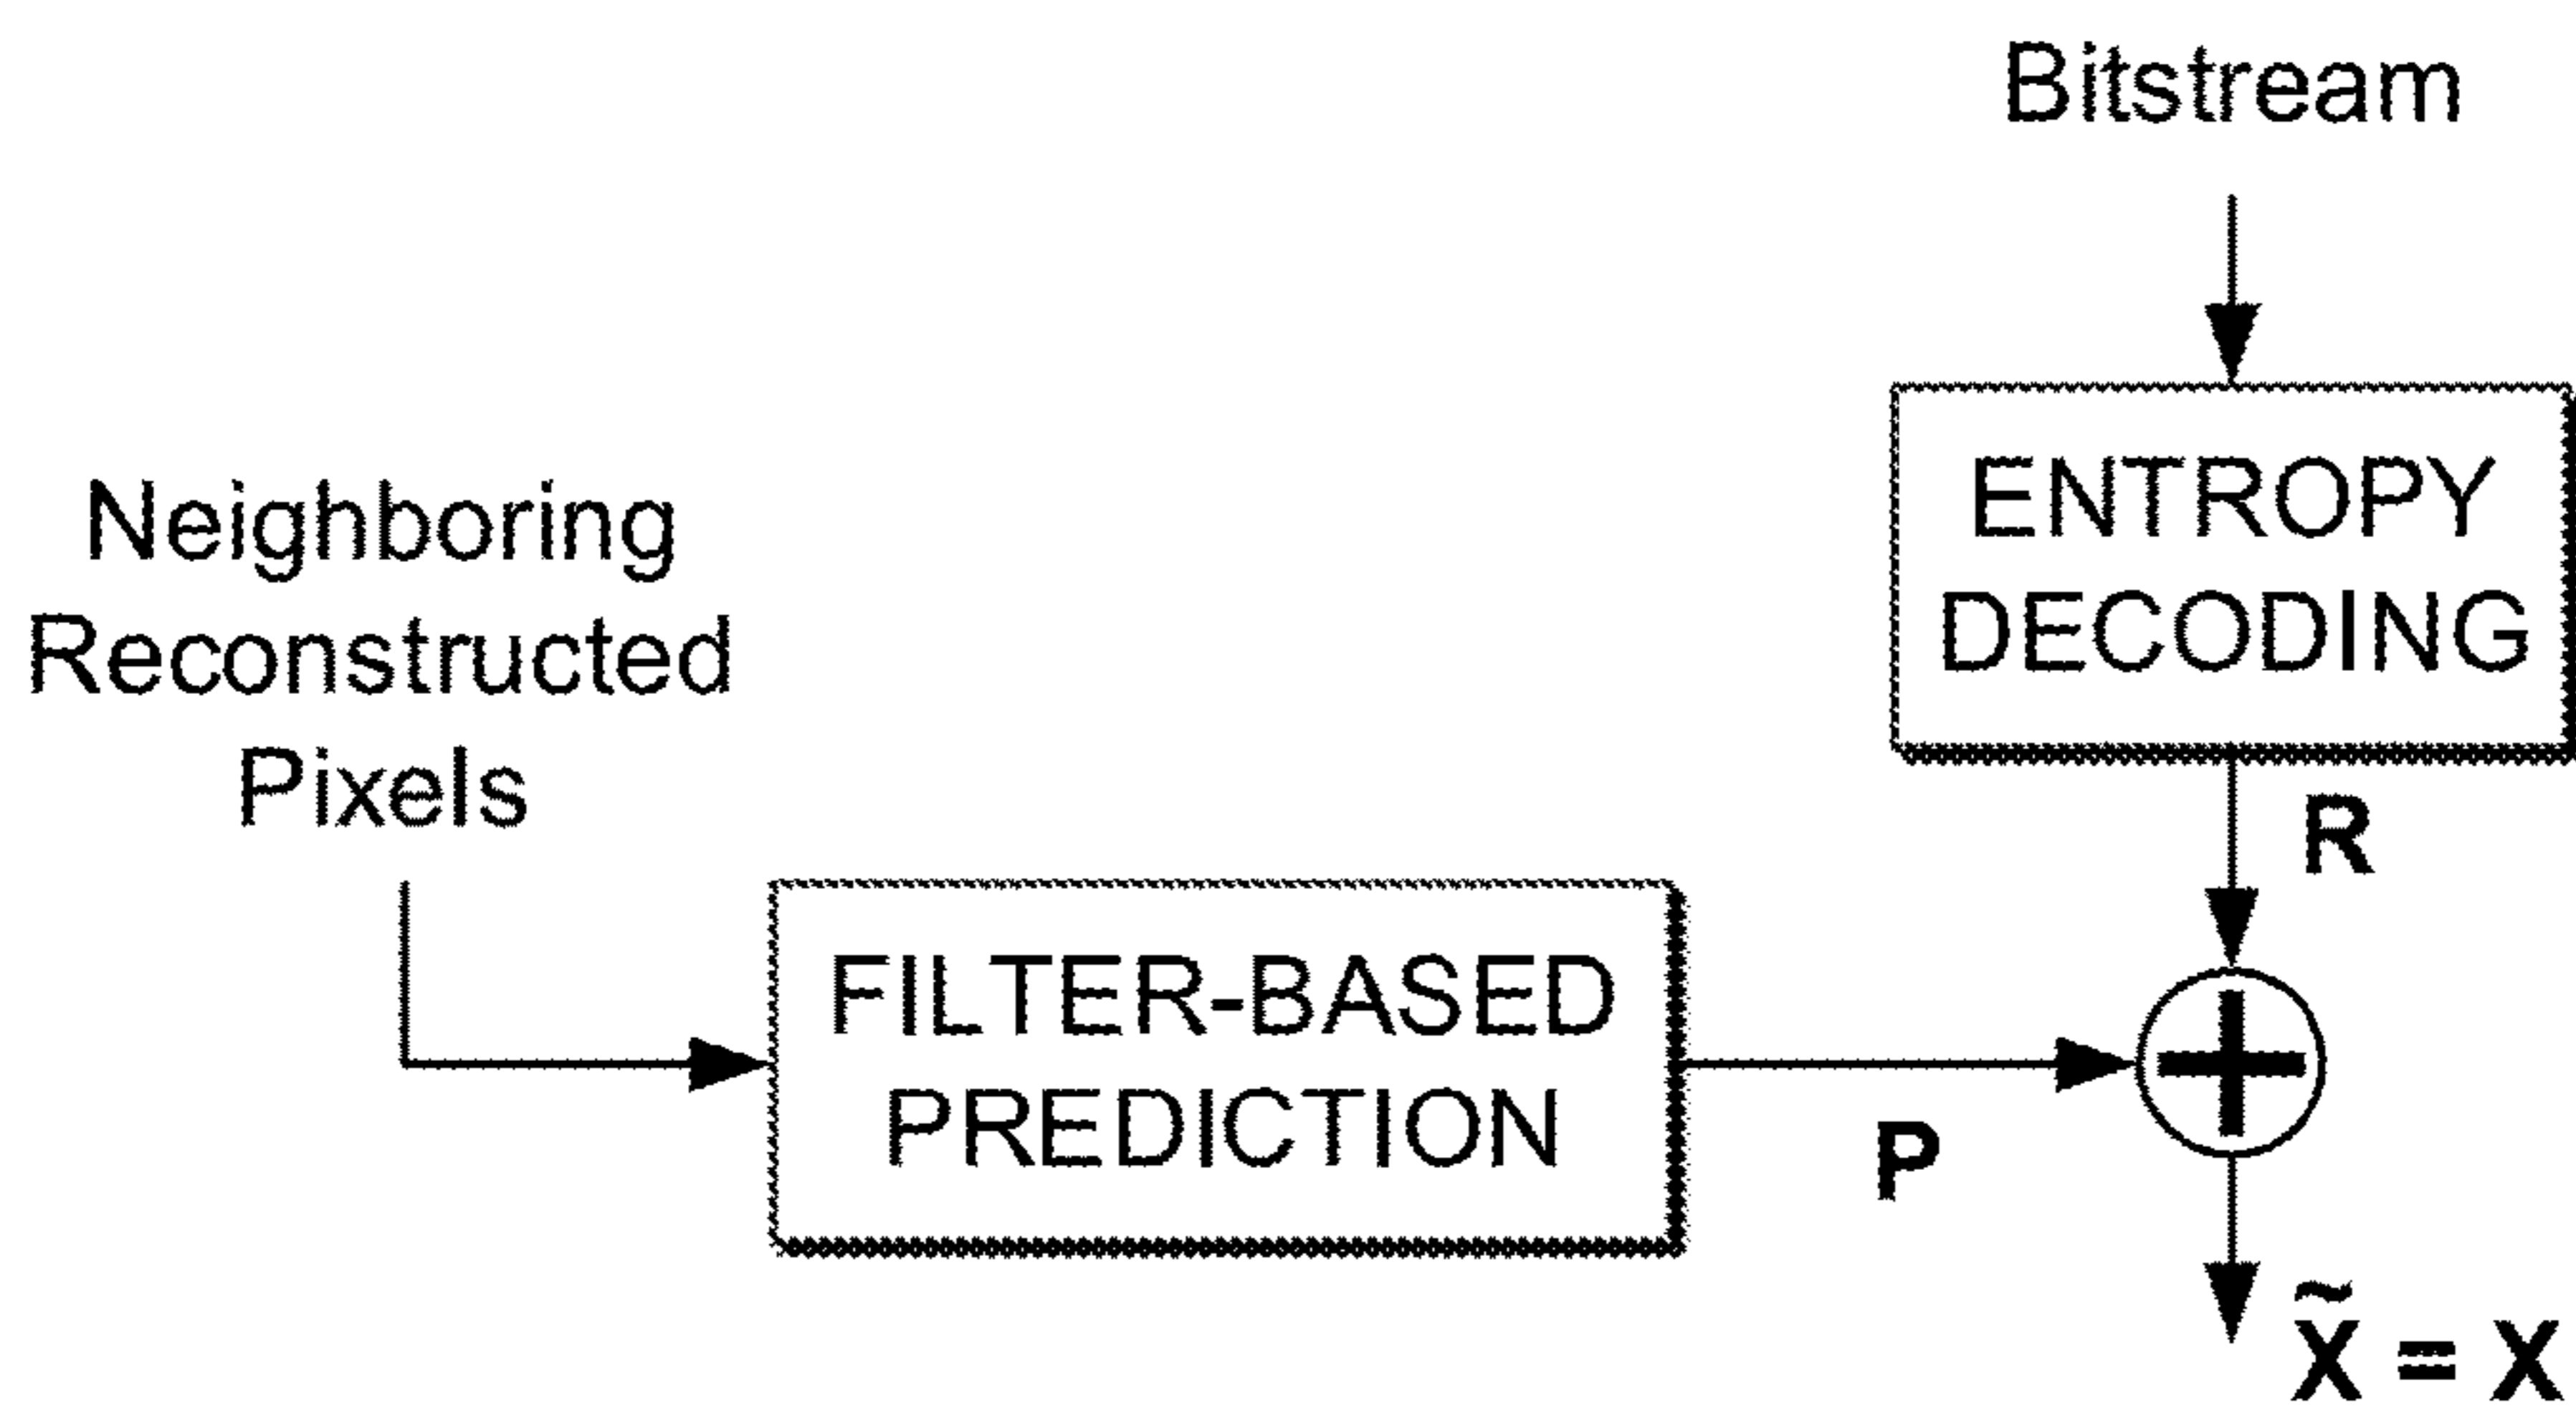 Bitstream
ENTROPY
DECODING
Neighboring
Reconstructed
Pixels
R
FILTER-BASED
PREDICTION
P
X̃ = X